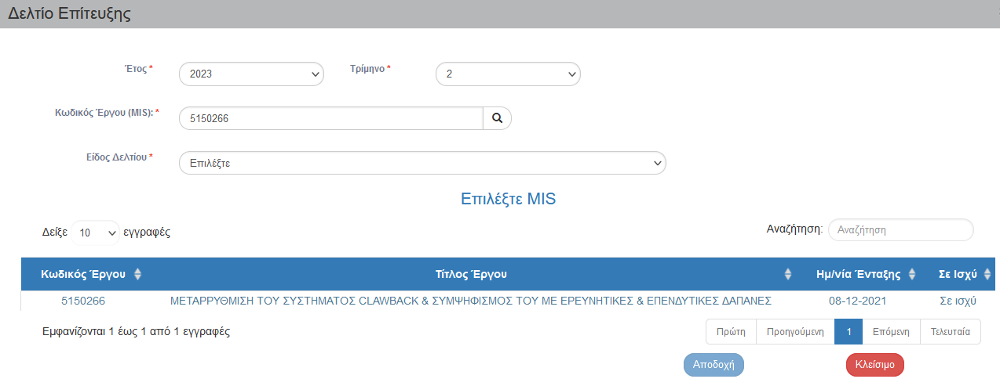 Δελτίο Επίτευξης
Έτος * 2023 Τρίμηνο * 2
Κωδικός Έργου (MIS): * 5150266
Είδος Δελτίου * Επιλέξτε
Επιλέξτε MIS
Δείξε 10 εγγραφές Αναζήτηση: Αναζήτηση
Κωδικός Έργου Τίτλος Έργου Ημ/νία Ένταξης Σε Ισχύ
5150266 ΜΕΤΑΡΡΥΘΜΙΣΗ ΤΟΥ ΣΥΣΤΗΜΑΤΟΣ CLAWBACK & ΣΥΜΨΗΦΙΣΜΟΣ ΤΟΥ ΜΕ ΕΡΕΥΝΗΤΙΚΕΣ & ΕΠΕΝΔΥΤΙΚΕΣ ΔΑΠΑΝΕΣ 08-12-2021 Σε ισχύ
Εμφανίζονται 1 έως 1 από 1 εγγραφές Πρώτη Προηγούμενη 1 Επόμενη Τελευταία
Αποδοχή Κλείσιμο